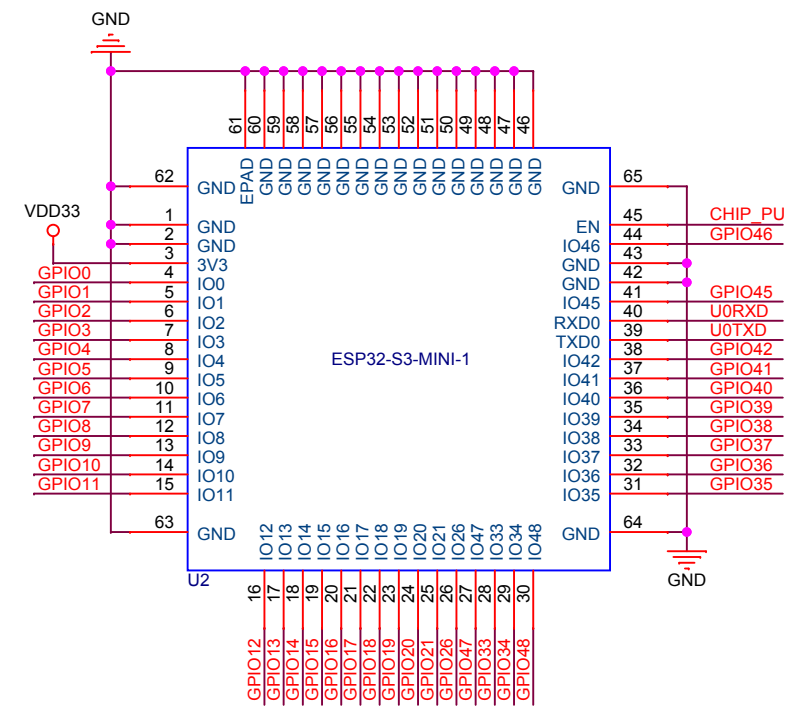 GND
61 60 59 58 57 56 55 54 53 52 51 50 49 48 47 46
EPAD GND GND GND GND GND GND GND GND GND GND GND GND GND GND GND
62 GND GND 65
VDD33
1 GND EN 45 CHIP_PU
2 GND IO46 44 GPIO46
3 3V3 GND 43
GPIO0 4 IO0 GND 42
GPIO1 5 IO1 IO45 41 GPIO45
GPIO2 6 IO2 RXD0 40 U0RXD
GPIO3 7 IO3 TXD0 39 U0TXD
GPIO4 8 IO4 ESP32-S3-MINI-1 IO42 38 GPIO42
GPIO5 9 IO5 IO41 37 GPIO41
GPIO6 10 IO6 IO40 36 GPIO40
GPIO7 11 IO7 IO39 35 GPIO39
GPIO8 12 IO8 IO38 34 GPIO38
GPIO9 13 IO9 IO37 33 GPIO37
GPIO10 14 IO10 IO36 32 GPIO36
GPIO11 15 IO11 IO35 31 GPIO35
63 GND GND 64
IO12 IO13 IO14 IO15 IO16 IO17 IO18 IO19 IO20 IO21 IO26 IO47 IO33 IO34 IO48
U2 GND
16 17 18 19 20 21 22 23 24 25 26 27 28 29 30
GPIO12 GPIO13 GPIO14 GPIO15 GPIO16 GPIO17 GPIO18 GPIO19 GPIO20 GPIO21 GPIO26 GPIO47 GPIO33 GPIO34 GPIO48